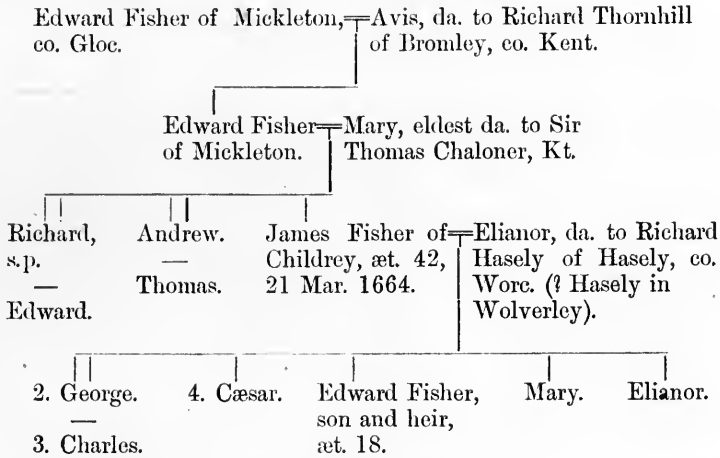 Edward Fisher of Mickleton,=Avis, da. to Richard Thornhill
co. Gloc.
of Bromley, co. Kent.
Edward Fisher=Mary, eldest da. to Sir
of Mickleton.
Thomas Chaloner, Kt.
Richard,
s.p.
—
Edward.
Andrew.
—
Thomas.
James Fisher of=Elianor, da. to Richard
Childrey, æt. 42,
21 Mar. 1664.
Hasely of Hasely, co.
Worc. (? Hasely in
Wolverley).
2. George.
—
3. Charles.
4. Cæsar.
Edward Fisher,
son and heir,
æt. 18.
Mary.
Elianor.